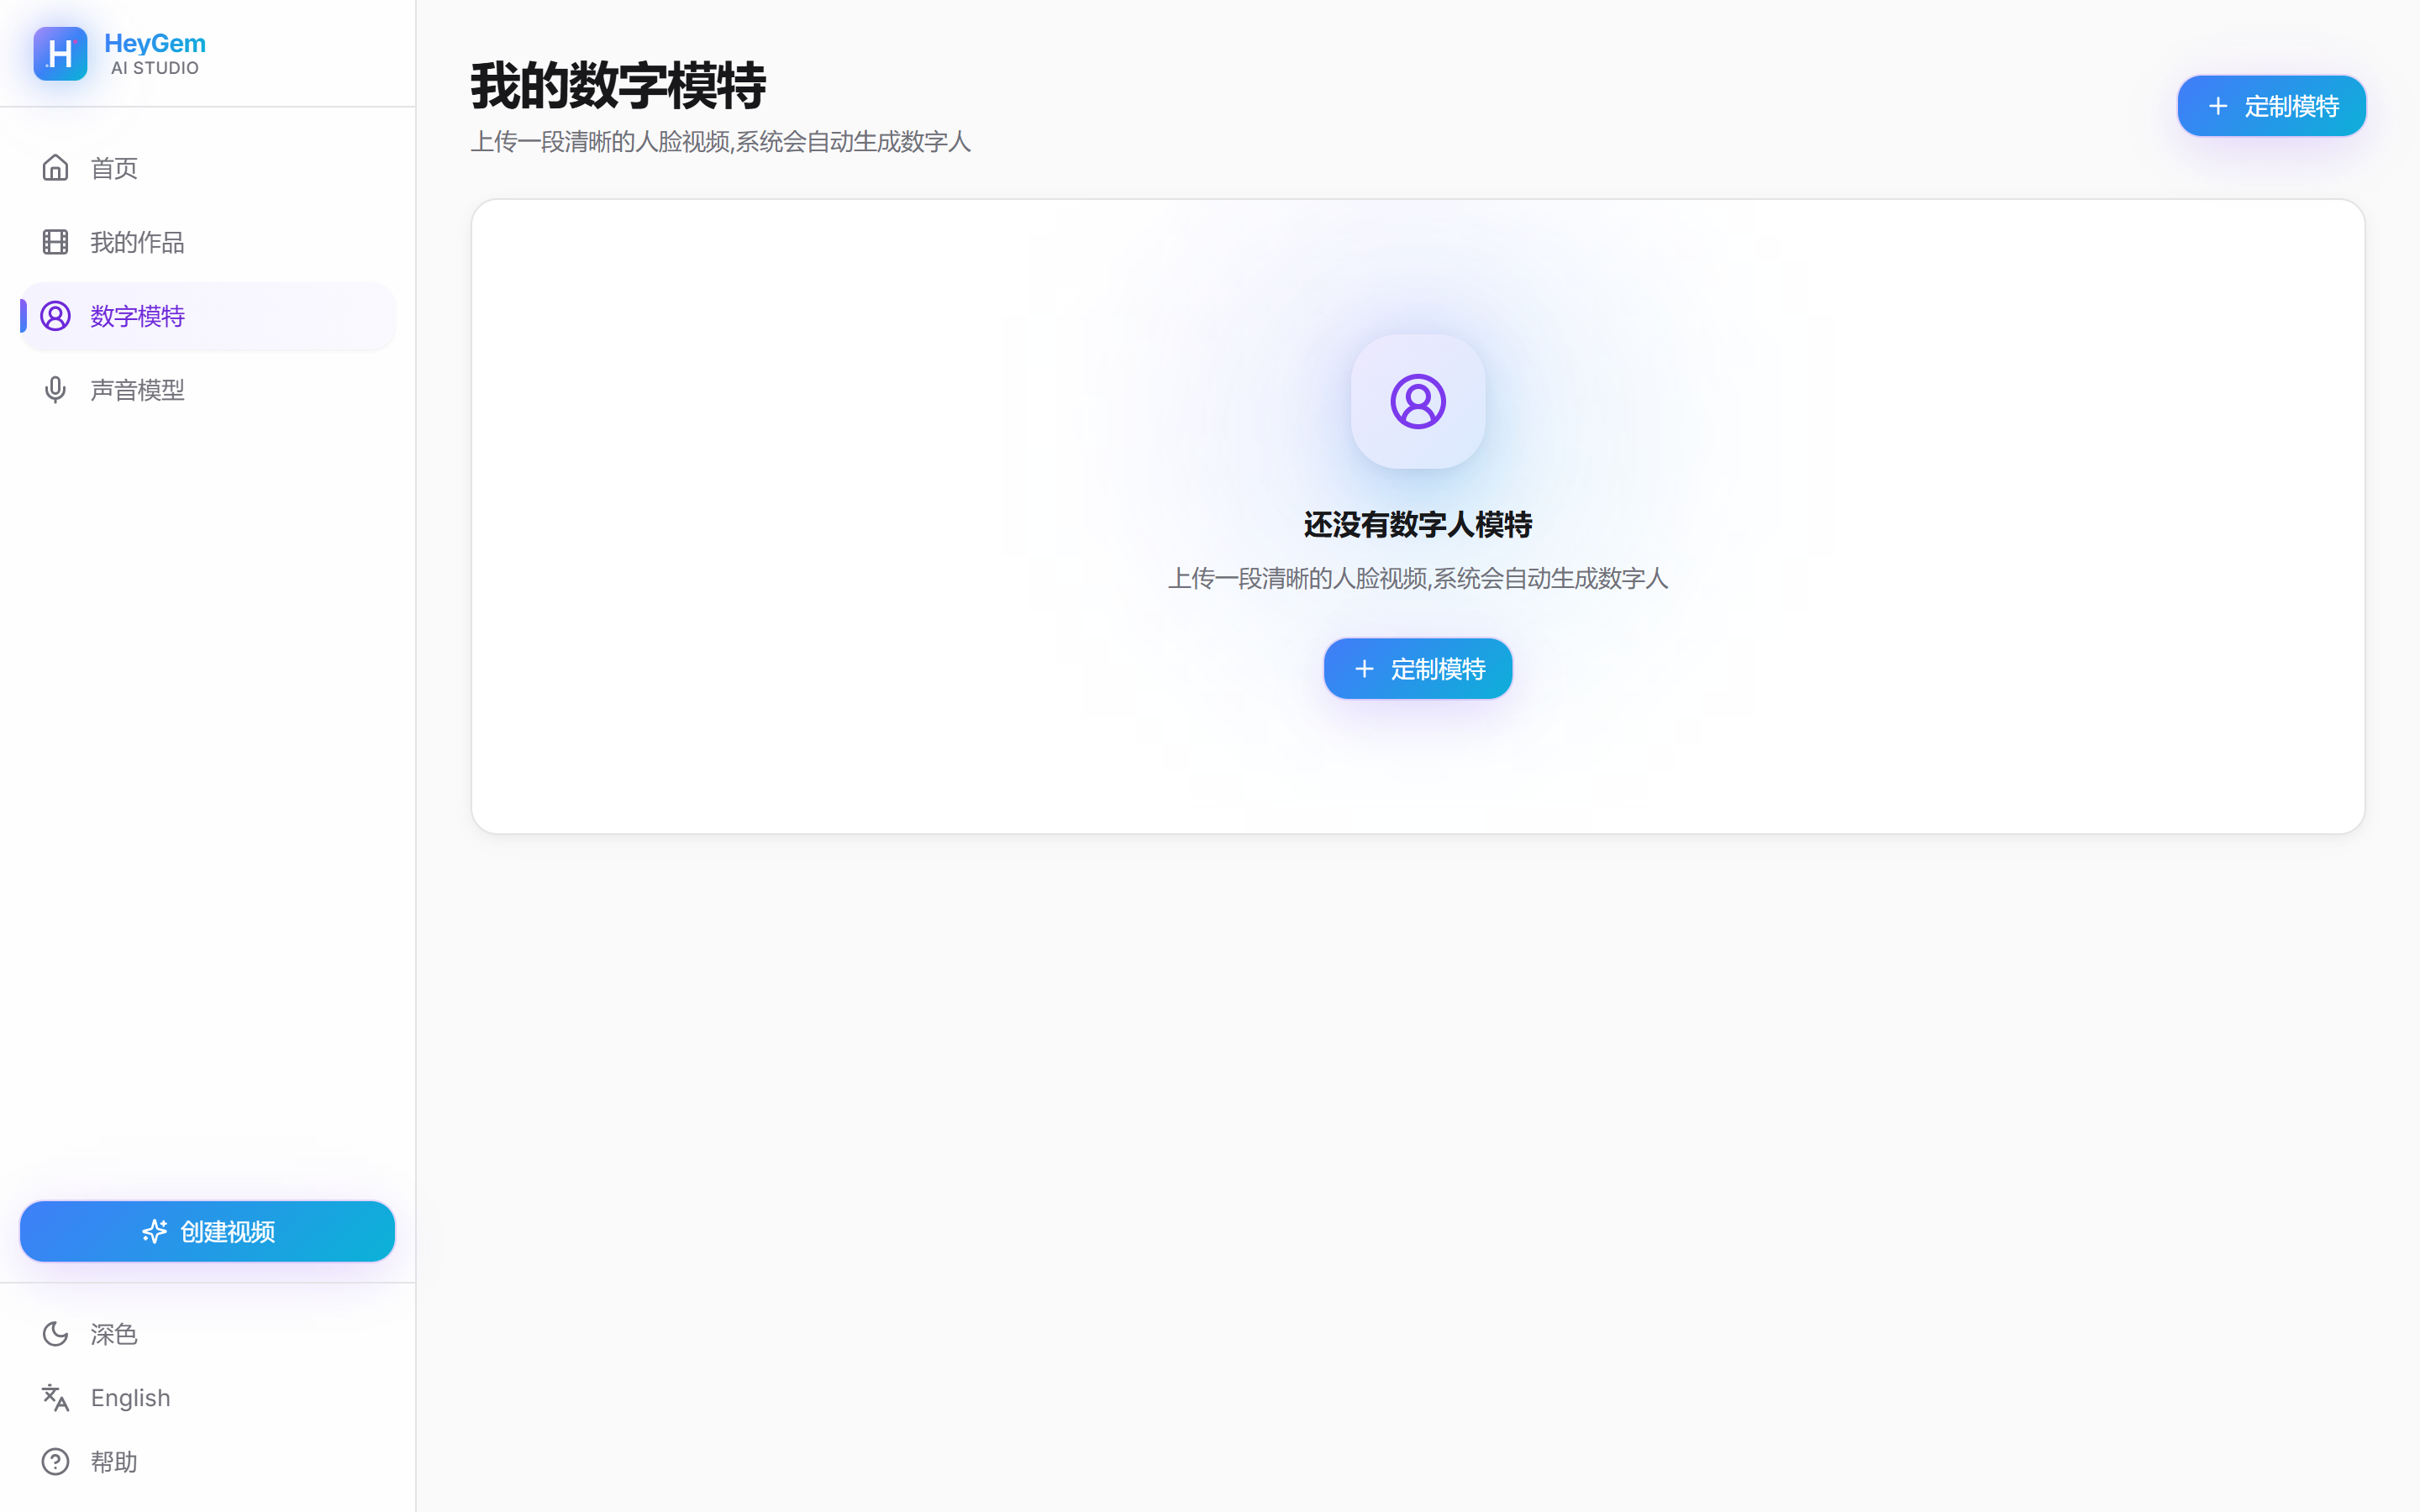 HeyGem
AI STUDIO
首页
我的作品
数字模特
声音模型
创建视频
深色
English
帮助
我的数字模特
上传一段清晰的人脸视频,系统会自动生成数字人
定制模特
还没有数字人模特
上传一段清晰的人脸视频,系统会自动生成数字人
定制模特